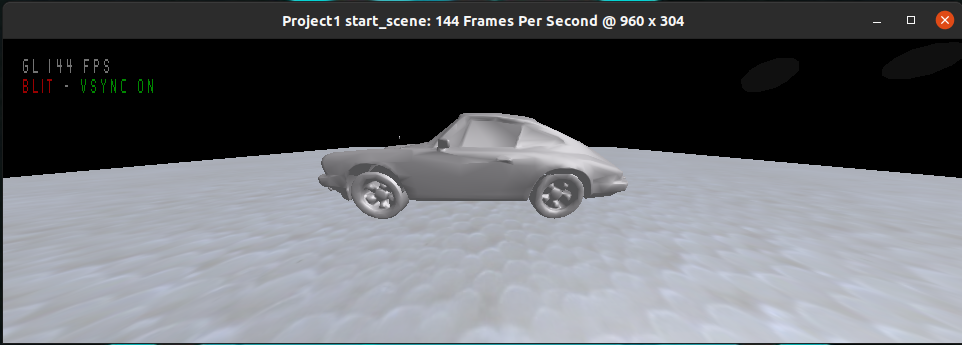 Project1 start_scene: 144 Frames Per Second @ 960 x 304
GL 144 FPS
BLIT - VSYNC ON